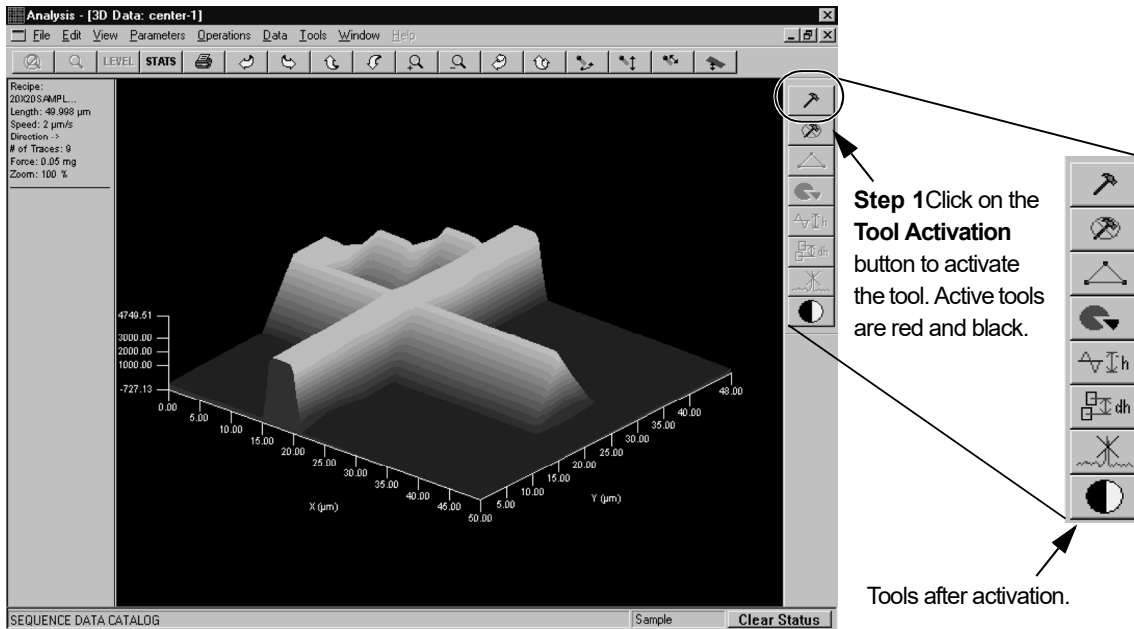 Analysis - [3D Data: center-1]
File Edit View Parameters Operations Data Tools Window Help
LEVEL STATS
Recipe:
20X20SAMPL...
Length: 49.998 µm
Speed: 2 µm/s
Direction ->
# of Traces: 9
Force: 0.05 mg
Zoom: 100 %
h
dh
Step 1Click on the
Tool Activation
button to activate
the tool. Active tools
are red and black.
h
dh
4749.51
3000.00
2000.00
1000.00
-727.13
0.00
5.00
10.00
15.00
20.00
25.00
30.00
35.00
40.00
45.00
50.00
X (µm)
5.00
10.00
15.00
20.00
25.00
30.00
35.00
40.00
48.00
Y (µm)
Tools after activation.
SEQUENCE DATA CATALOG Sample Clear Status